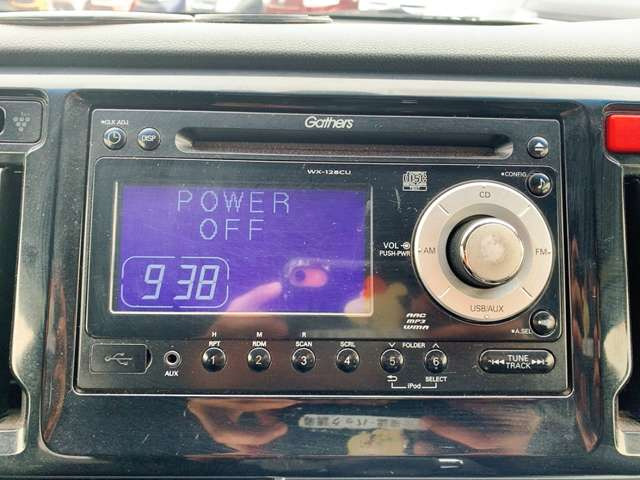 Gathers
CLK ADJ
DISP
WX-128CU
disc
TEXT
CONFIG
CD
AM
FM
USB/AUX
VOL
PUSH-PWR
POWER
OFF
9 38
AAC
MP3
WMA
A.SEL
H M R
RPT RDM SCAN SCRL FOLDER
1 2 3 4 5 6
AUX
iPod
SELECT
TUNE
TRACK